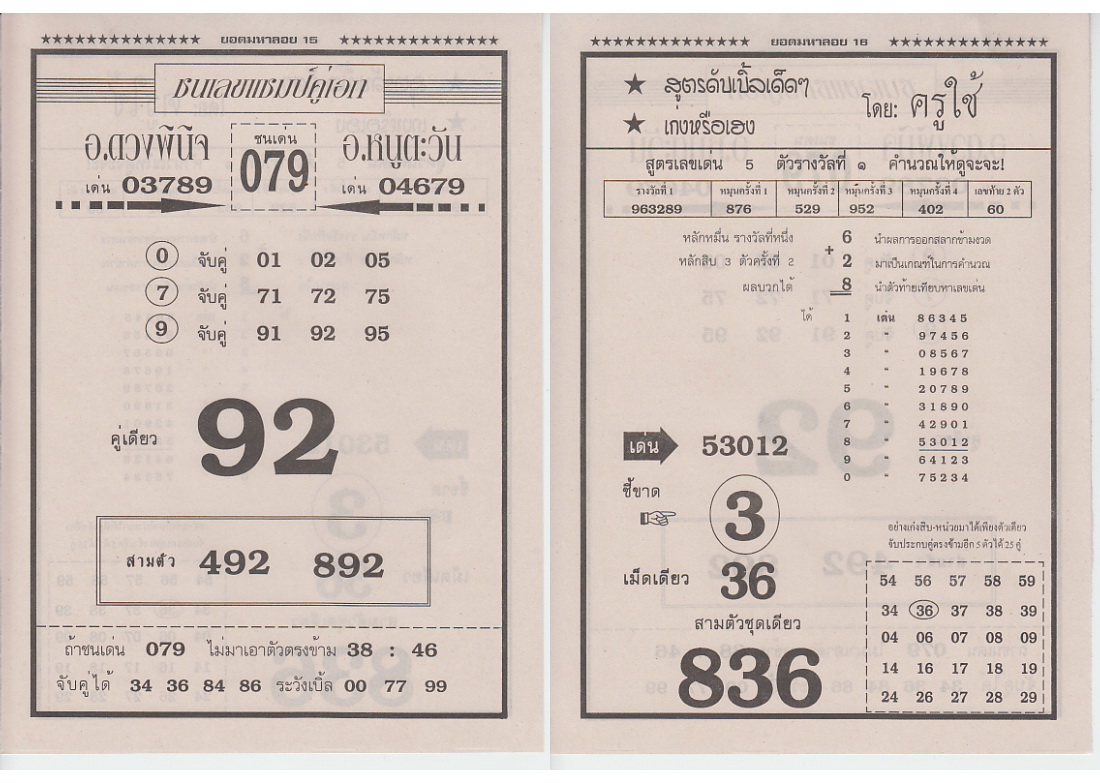 ★★★★★★★★★★★★★★★ ยอดมหาลอย 15 ★★★★★★★★★★★★★★★
ชนเลขแชมป์คู่เอก
อ.ดวงพินิจ
เด่น 03789
ชนเด่น
079
อ.หนูตะวัน
เด่น 04679
0 จับคู่ 01 02 05
7 จับคู่ 71 72 75
9 จับคู่ 91 92 95
คู่เดียว 92
สามตัว 492 892
ถ้าชนเด่น 079 ไม่มาเอาตัวตรงข้าม 38 : 46
จับคู่ได้ 34 36 84 86 ระวังเบิ้ล 00 77 99
★★★★★★★★★★★★★★★ ยอดมหาลอย 16 ★★★★★★★★★★★★★★★
★ สูตรดับเบิ้ลเด็ดๆ
★ เก่งหรือเฮง
โดย: ครูใช้
สูตรเลขเด่น 5 ตัวรางวัลที่ ๑ คำนวณให้ดูจะจะ!
รางวัลที่ 1 หมุนครั้งที่ 1 หมุนครั้งที่ 2 หมุนครั้งที่ 3 หมุนครั้งที่ 4 เลขท้าย 2 ตัว
963289 876 529 952 402 60
หลักหมื่น รางวัลที่หนึ่ง 6 นำผลการออกสลากข้ามงวด
+
หลักสิบ 3 ตัวครั้งที่ 2 2 มาเป็นเกณฑ์ในการคำนวณ
ผลบวกได้ 8 นำตัวท้ายเทียบหาเลขเด่น
ได้ 1 เด่น 86345
2 " 97456
3 " 08567
4 " 19678
5 " 20789
6 " 31890
7 " 42901
8 " 53012
9 " 64123
0 " 75234
เด่น 53012
ชี้ขาด
☞ 3
เม็ดเดียว 36
สามตัวชุดเดียว
836
อย่างเก่งสิบ-หน่วยมาได้เพียงตัวเดียว
จับประกบคู่ตรงข้ามอีก 5 ตัวได้ 25 คู่
54 56 57 58 59
34 36 37 38 39
04 06 07 08 09
14 16 17 18 19
24 26 27 28 29